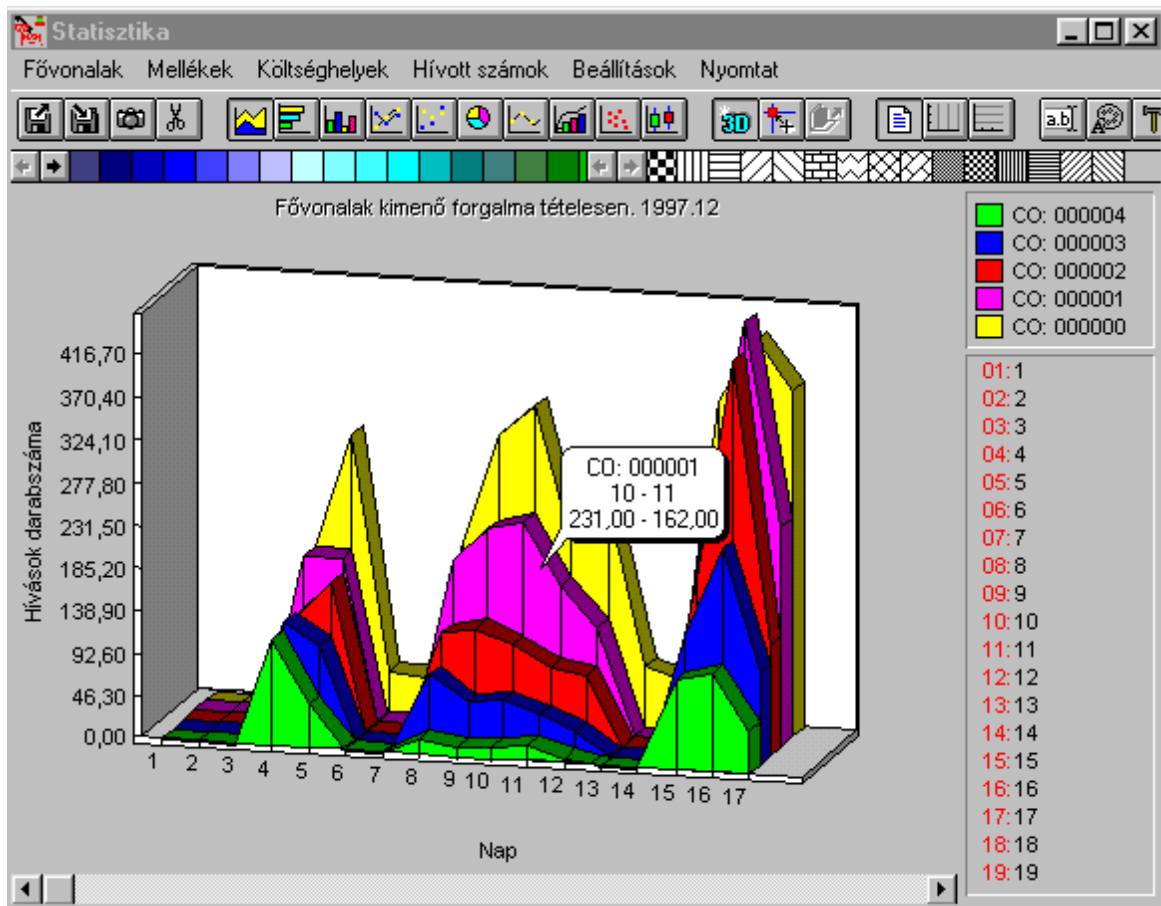 Statisztika
Fővonalak Mellékek Költséghelyek Hívott számok Beállítások Nyomtat
3D a.b
Fővonalak kimenő forgalma tételesen. 1997.12
CO: 000004
CO: 000003
CO: 000002
CO: 000001
CO: 000000
416,70
370,40
324,10
277,80
231,50
185,20
138,90
92,60
46,30
0,00
Hívások darabszáma
CO: 000001
10 - 11
231,00 - 162,00
1 2 3 4 5 6 7 8 9 10 11 12 13 14 15 16 17
Nap
01:1
02:2
03:3
04:4
05:5
06:6
07:7
08:8
09:9
10:10
11:11
12:12
13:13
14:14
15:15
16:16
17:17
18:18
19:19